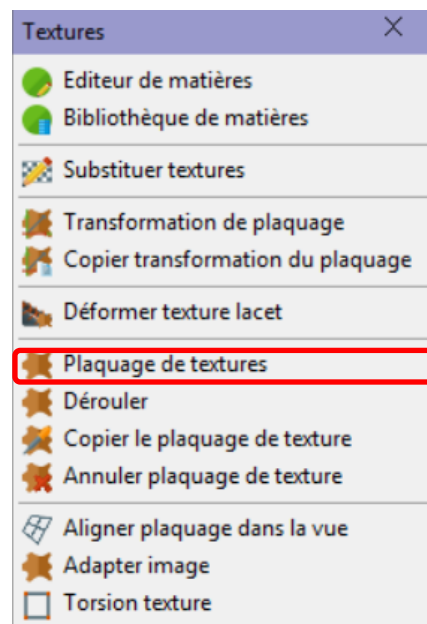 Textures
Editeur de matières
Bibliothèque de matières
Substituer textures
Transformation de plaquage
Copier transformation du plaquage
Déformer texture lacet
Plaquage de textures
Dérouler
Copier le plaquage de texture
Annuler plaquage de texture
Aligner plaquage dans la vue
Adapter image
Torsion texture